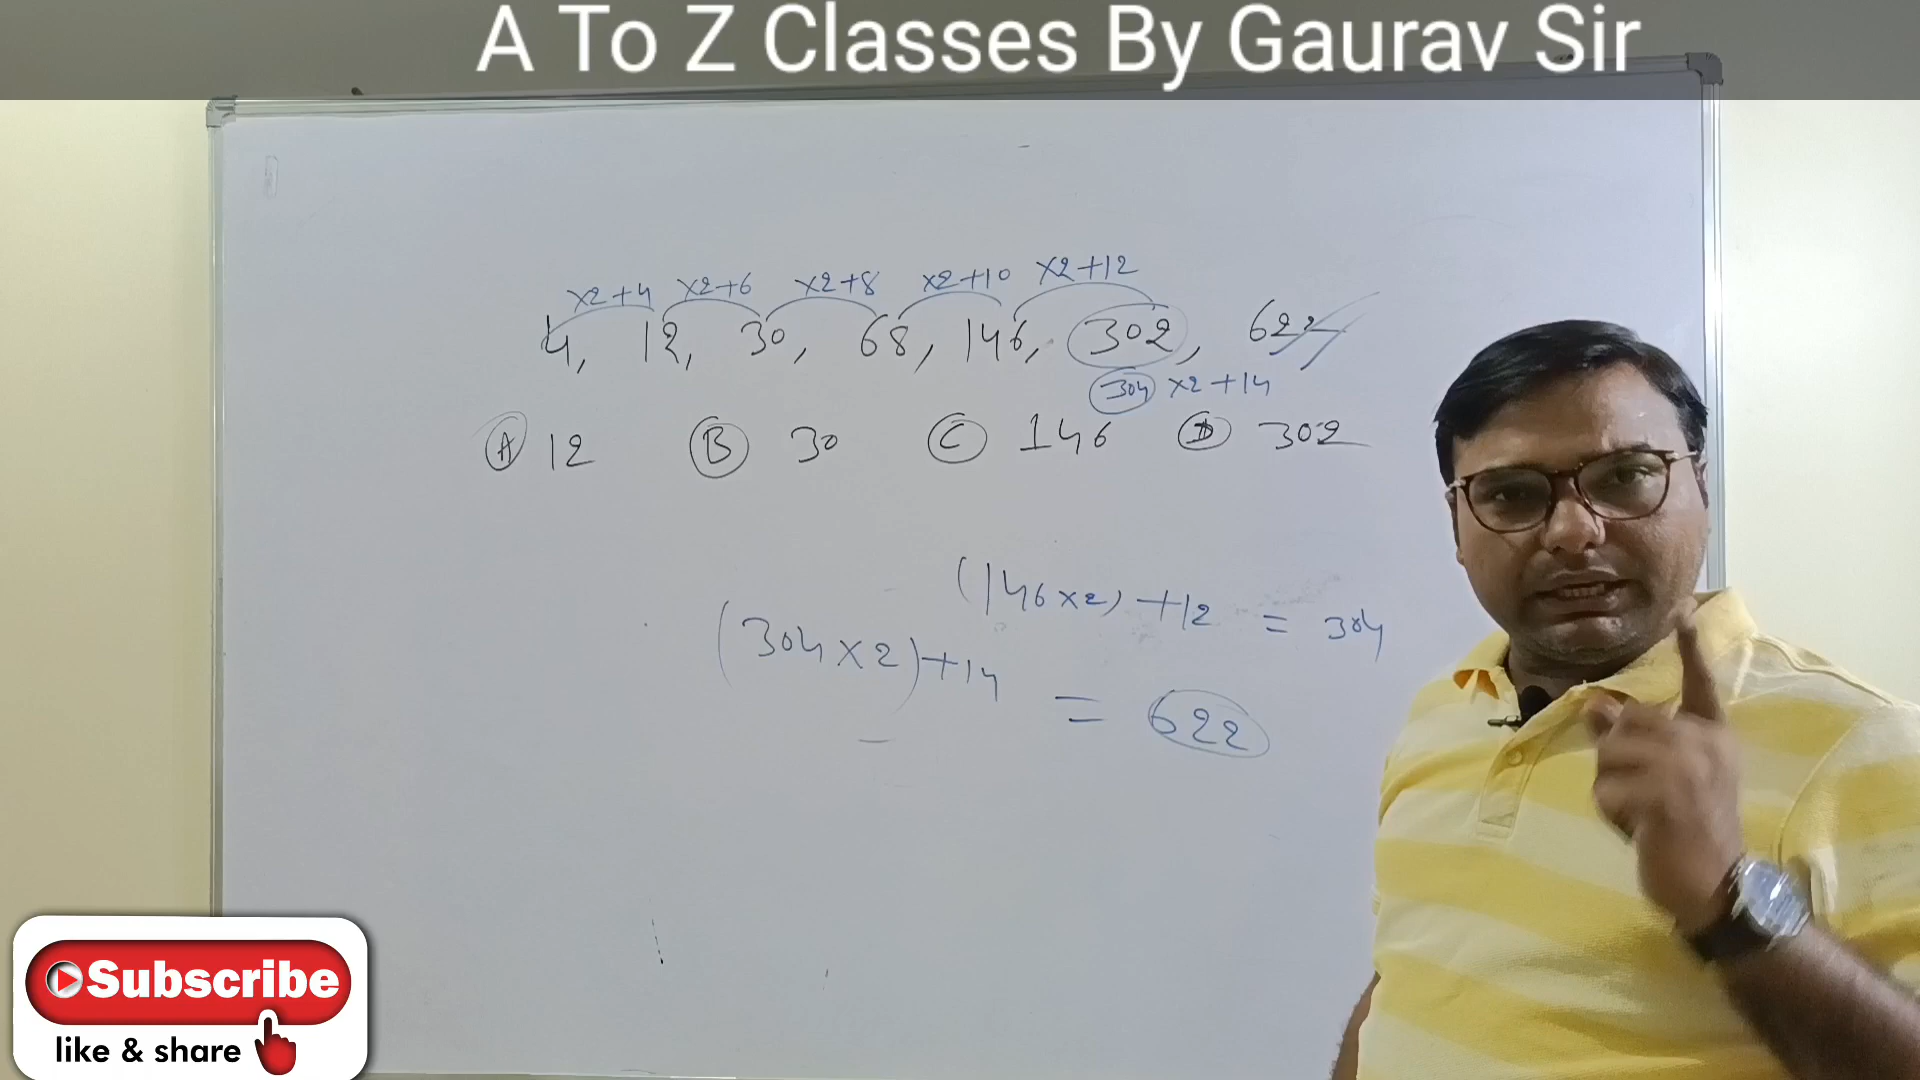 A To Z Classes By Gaurav Sir
×2+4 ×2+6 ×2+8 ×2+10 ×2+12
4, 12, 30, 68, 146, 302, 622
304 ×2+14
A 12 B 30 C 146 D 302
(146×2)+12 = 304
(304×2)+14 = 622
Subscribe
like & share